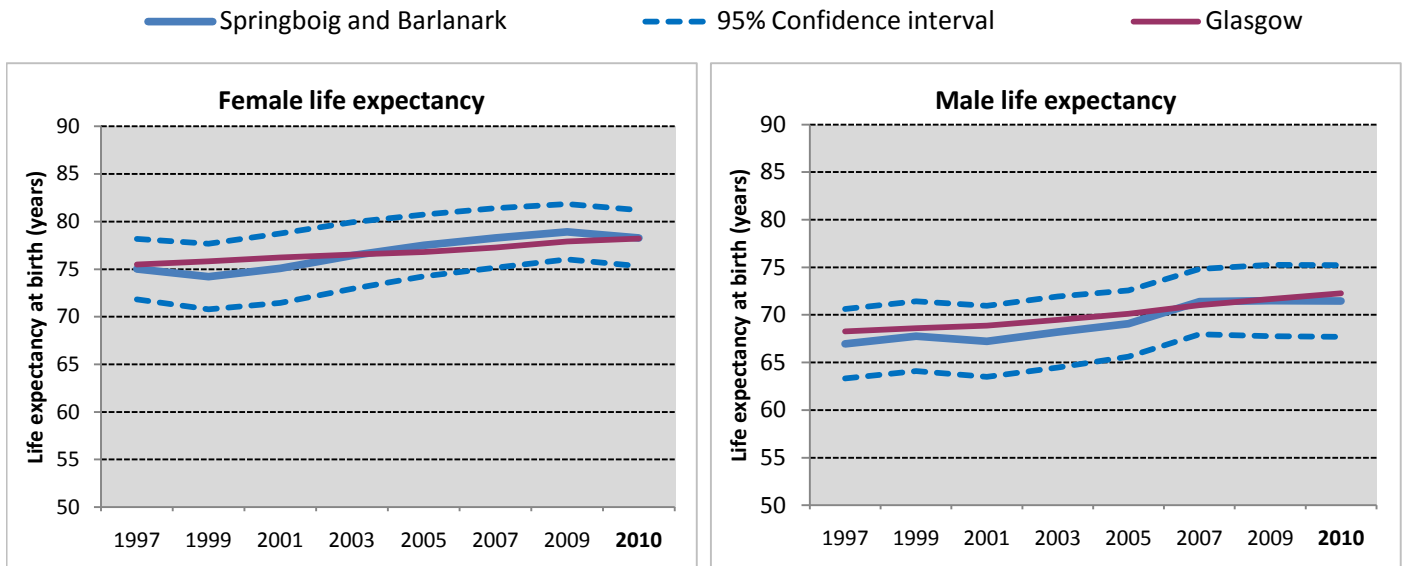 Springboig and Barlanark 95% Confidence interval Glasgow
Female life expectancy
Life expectancy at birth (years)
90
85
80
75
70
65
60
55
50
1997 1999 2001 2003 2005 2007 2009 2010
Male life expectancy
Life expectancy at birth (years)
90
85
80
75
70
65
60
55
50
1997 1999 2001 2003 2005 2007 2009 2010